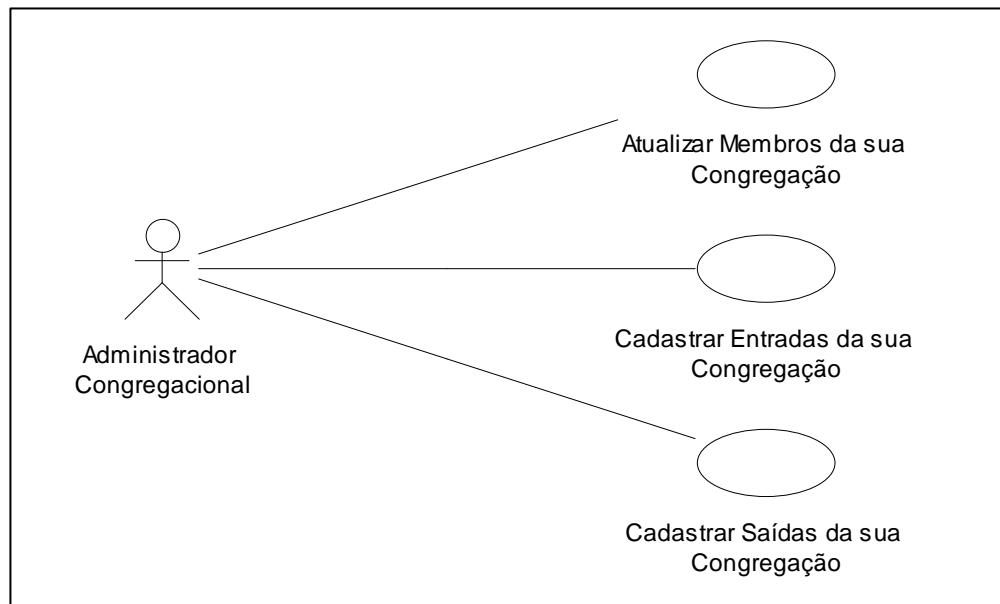 Atualizar Membros da sua
Congregação
Cadastrar Entradas da sua
Congregação
Administrador
Congregacional
Cadastrar Saídas da sua
Congregação